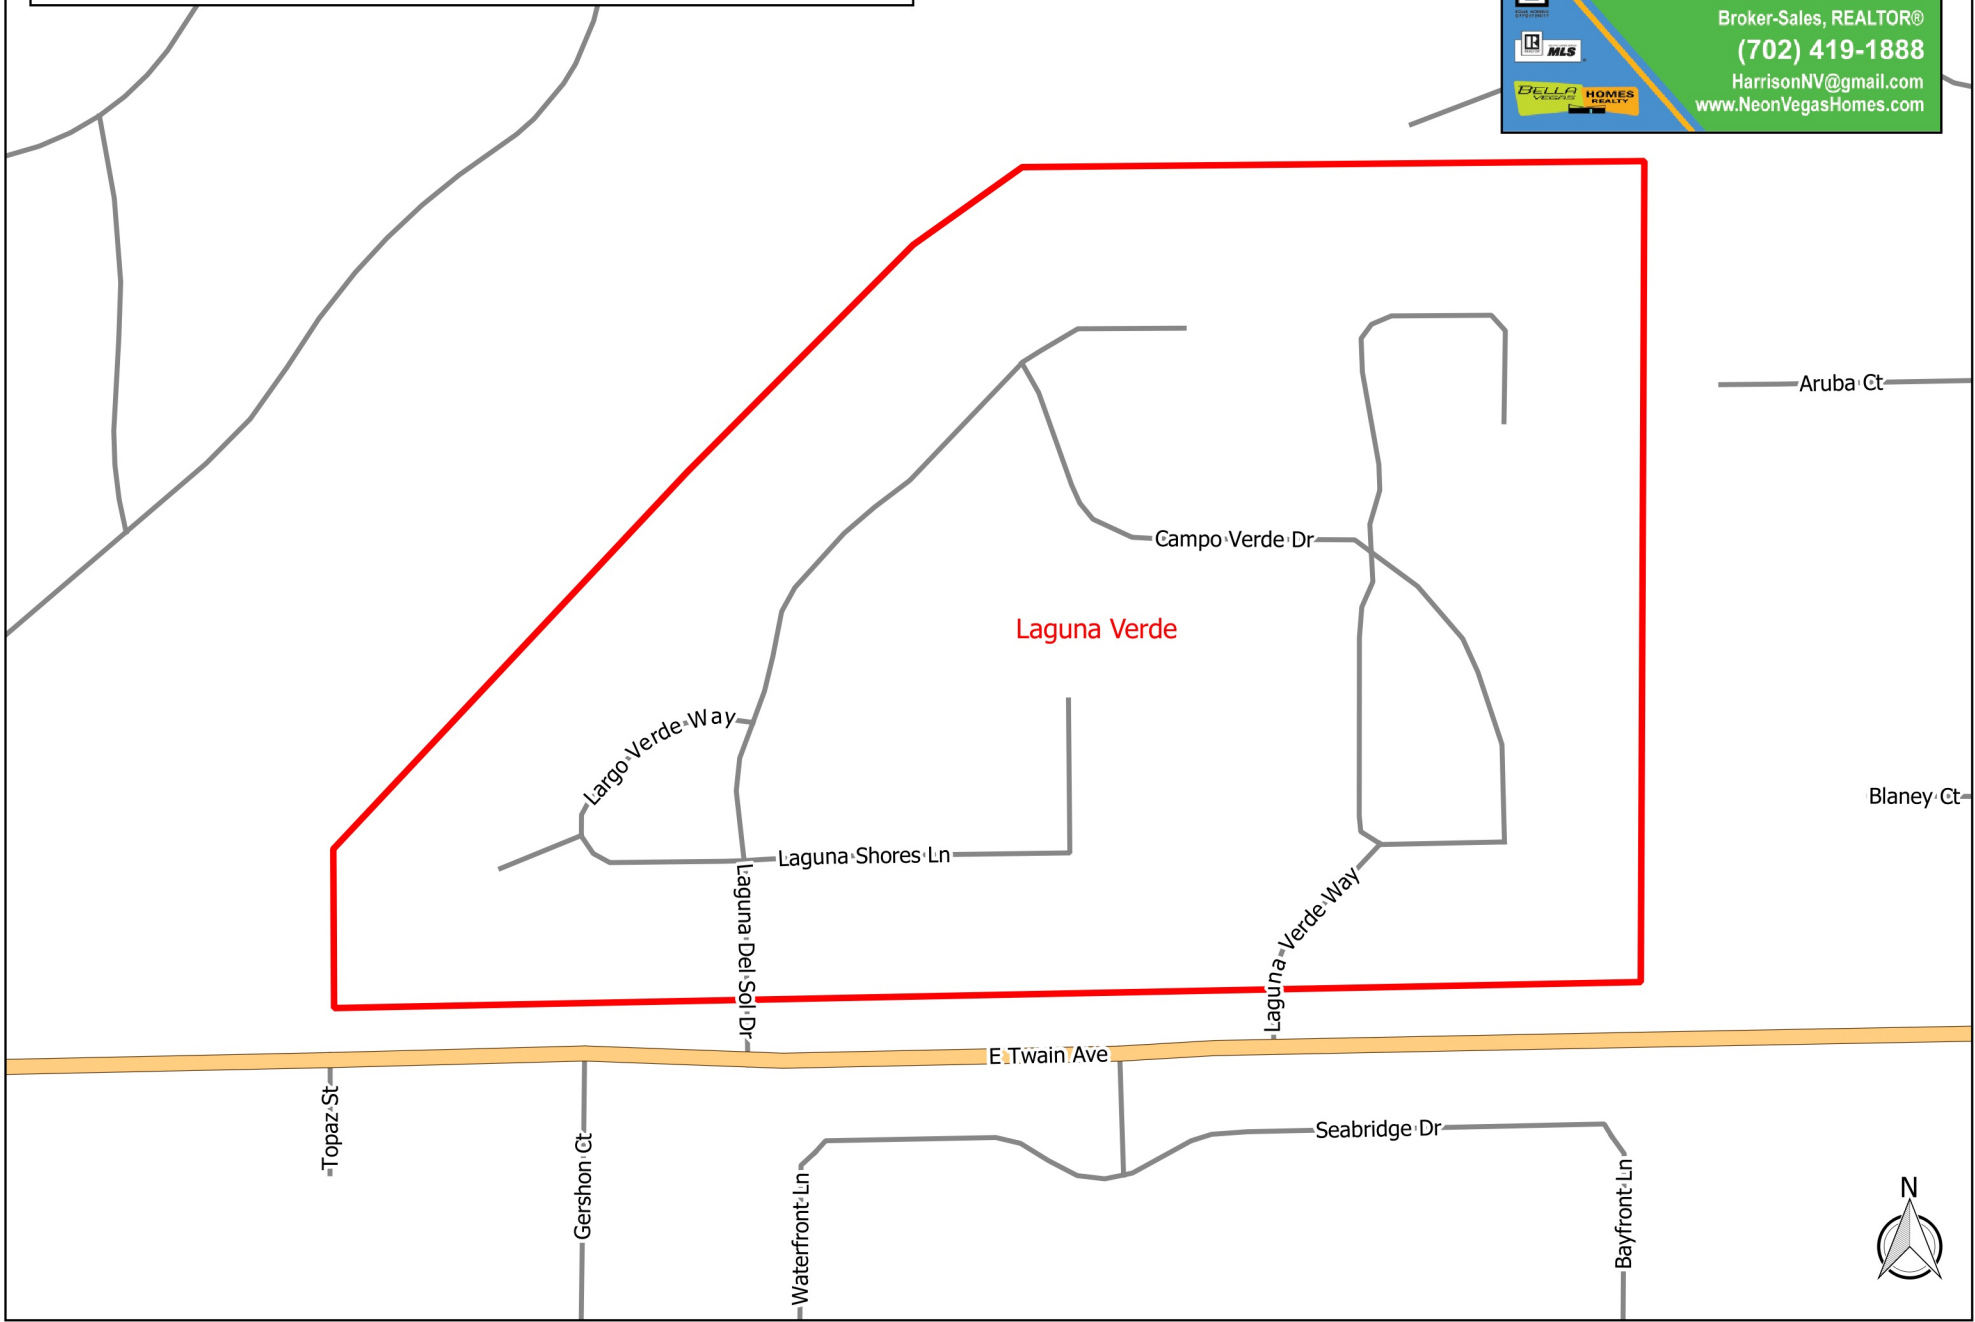 Broker-Sales, REALTOR®
(702) 419-1888
HarrisonNV@gmail.com
www.NeonVegasHomes.com
MLS
BELLA
VEGAS
HOMES
REALTY
Aruba Ct
Campo Verde Dr
Laguna Verde
Largo Verde Way
Blaney Ct
Laguna Shores Ln
Laguna Del Sol Dr
Laguna Verde Way
E Twain Ave
Topaz St
Gershon Ct
Seabridge Dr
Waterfront Ln
Bayfront Ln
N